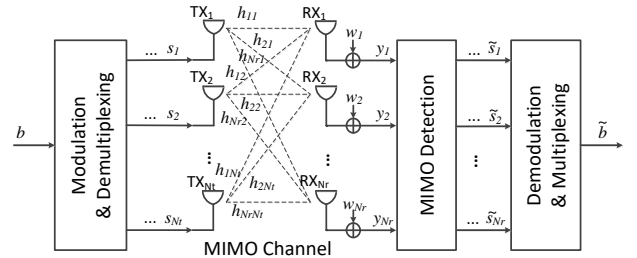 b
Modulation & Demultiplexing
... s1
... s2
⋮
... sNt
TX1
TX2
⋮
TXNt
h11
h21
hNr1
h12
h22
hNr2
h1Nt
h2Nt
hNrNt
MIMO Channel
RX1
RX2
⋮
RXNr
w1
w2
wNr
y1
y2
yNr
MIMO Detection
... s̃1
... s̃2
⋮
... s̃Nr
Demodulation & Multiplexing
b̃